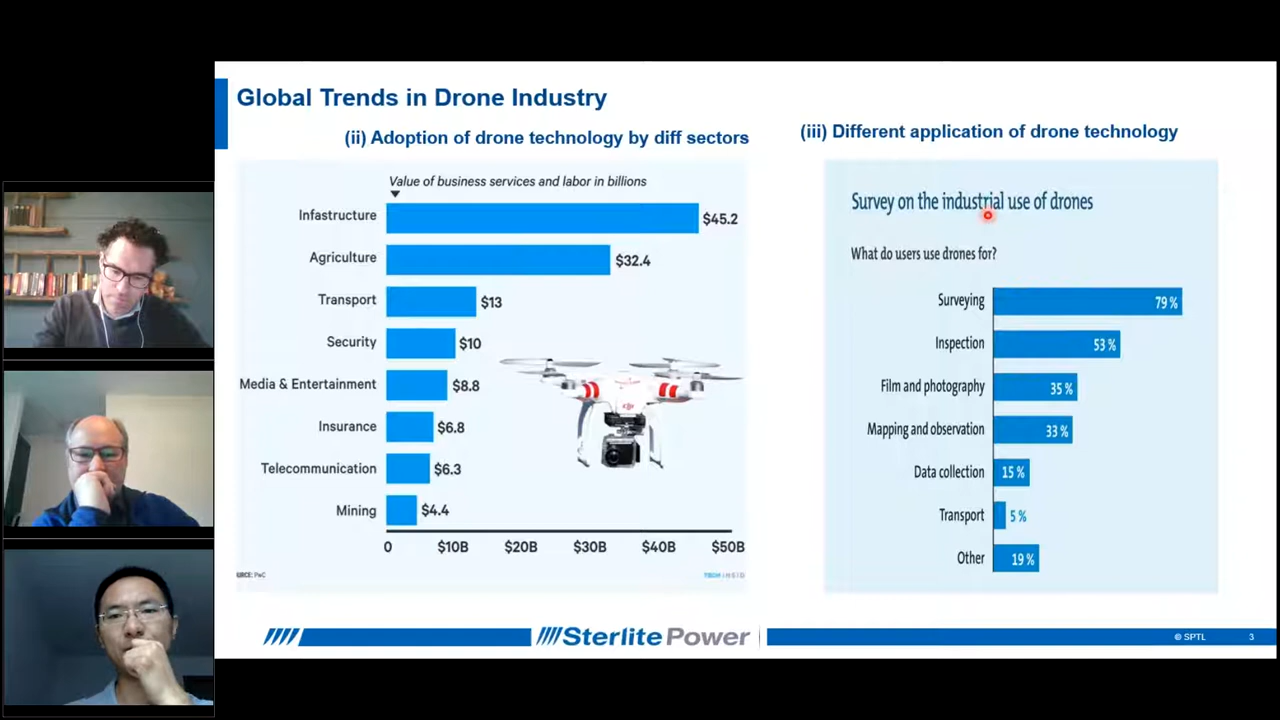 Global Trends in Drone Industry
(ii) Adoption of drone technology by diff sectors
Value of business services and labor in billions
Infastructure $45.2
Agriculture $32.4
Transport $13
Security $10
Media & Entertainment $8.8
Insurance $6.8
Telecommunication $6.3
Mining $4.4
0 $10B $20B $30B $40B $50B
URCE: PwC
(iii) Different application of drone technology
Survey on the industrial use of drones
What do users use drones for?
Surveying 79 %
Inspection 53 %
Film and photography 35 %
Mapping and observation 33 %
Data collection 15 %
Transport 5 %
Other 19 %
Sterlite Power
© SPTL 3